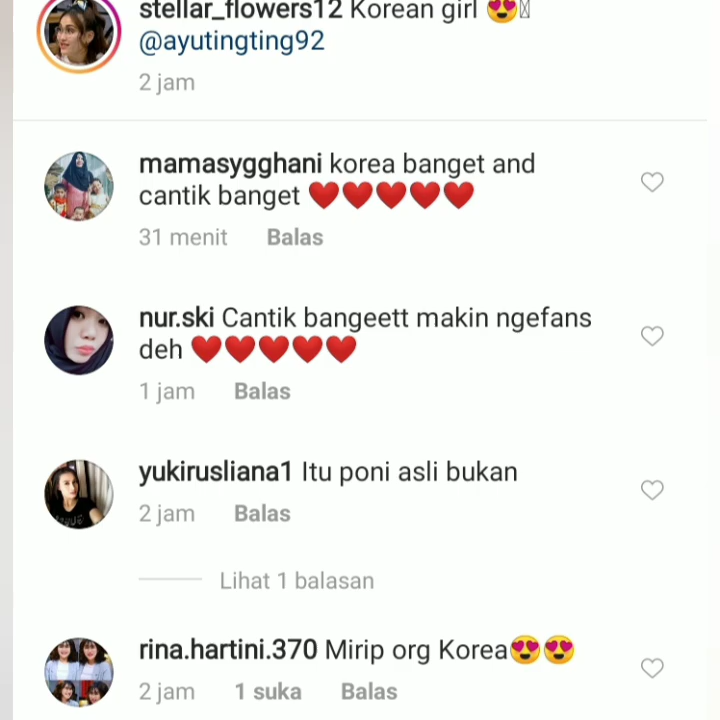 stellar_flowers12 Korean girl 😍
@ayutingting92
2 jam
mamasygghani korea banget and
cantik banget ❤️❤️❤️❤️❤️
31 menit Balas
nur.ski Cantik bangeett makin ngefans
deh ❤️❤️❤️❤️❤️
1 jam Balas
yukirusliana1 Itu poni asli bukan
2 jam Balas
Lihat 1 balasan
rina.hartini.370 Mirip org Korea😍😍
2 jam 1 suka Balas